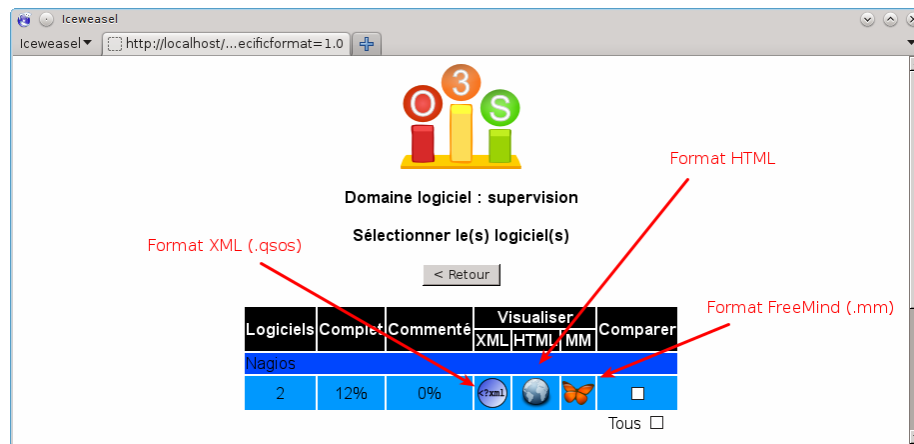 Iceweasel
Iceweasel
http://localhost/...ecificformat=1.0
O3S
Format HTML
Domaine logiciel : supervision
Sélectionner le(s) logiciel(s)
Format XML (.qsos)
< Retour
Format FreeMind (.mm)
Logiciels Complet Commenté Visualiser Comparer
XML HTML MM
Nagios
2 12% 0% <?xml
Tous